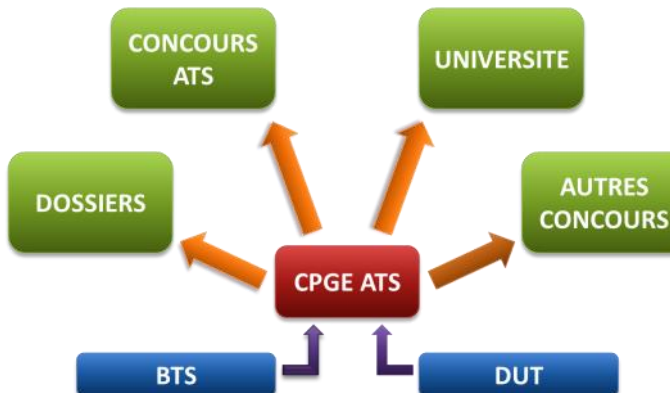 CONCOURS
ATS
UNIVERSITE
DOSSIERS
AUTRES
CONCOURS
CPGE ATS
BTS
DUT